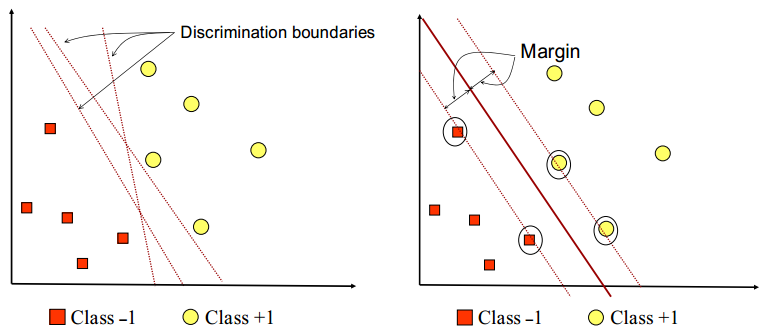 Discrimination boundaries
Margin
Class –1
Class +1
Class –1
Class +1